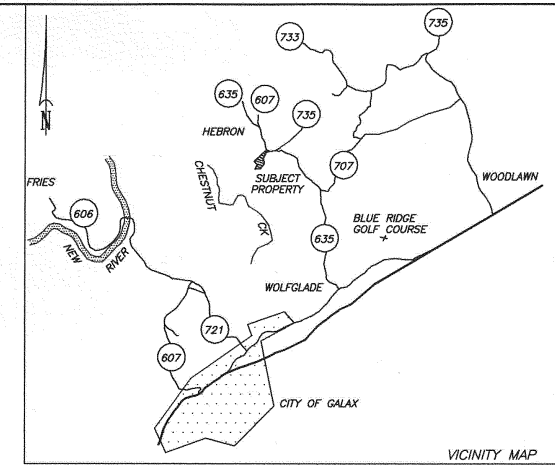 735
733
635
607
735
HEBRON
N
CHESTNUT
CK
SUBJECT
PROPERTY
707
WOODLAWN
FRIES
606
NEW
RIVER
635
BLUE RIDGE
GOLF COURSE
WOLFGLADE
721
607
CITY OF GALAX
VICINITY MAP